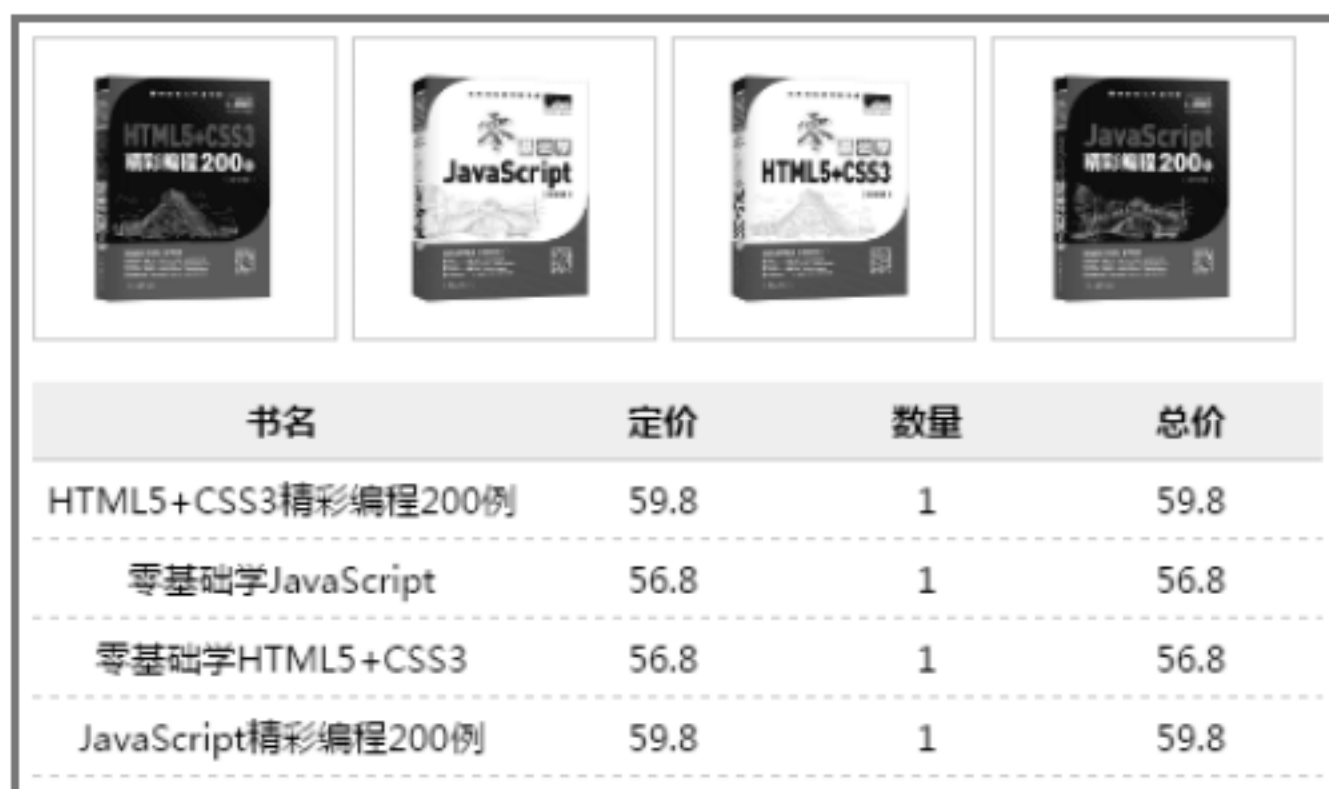 HTML5+CSS3
精彩编程200例
零
JavaScript
零
HTML5+CSS3
JavaScript
精彩编程200例
书名 定价 数量 总价
HTML5+CSS3精彩编程200例 59.8 1 59.8
零基础学JavaScript 56.8 1 56.8
零基础学HTML5+CSS3 56.8 1 56.8
JavaScript精彩编程200例 59.8 1 59.8